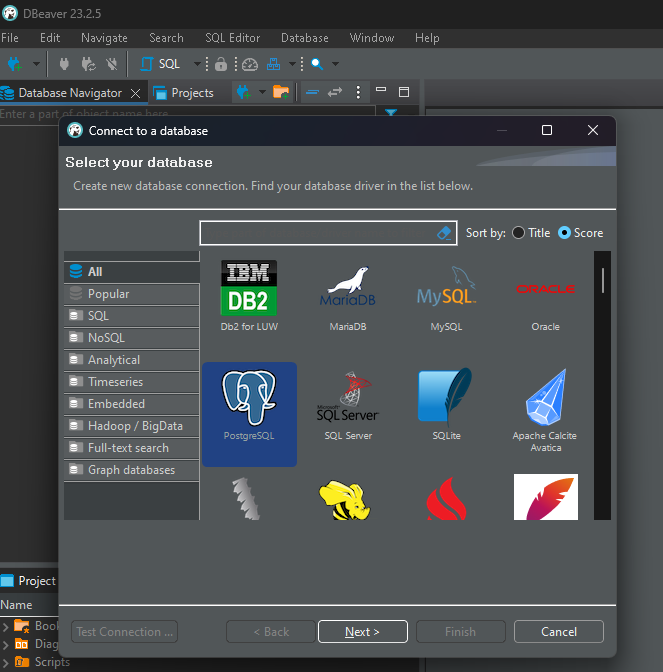 DBeaver 23.2.5
File Edit Navigate Search SQL Editor Database Window Help
SQL
Database Navigator Projects
Enter a part of object name here
Connect to a database
Select your database
Create new database connection. Find your database driver in the list below.
Sort by: Title Score
All
Popular
SQL
NoSQL
Analytical
Timeseries
Embedded
Hadoop / BigData
Full-text search
Graph databases
IBM
DB2
Db2 for LUW
MariaDB
MariaDB
MySQL
MySQL
ORACLE
Oracle
PostgreSQL
Microsoft
SQL Server
SQL Server
SQLite
Apache Calcite
Avatica
Project
Name
Boo
Diag
Scripts
Test Connection ...
< Back
Next >
Finish
Cancel